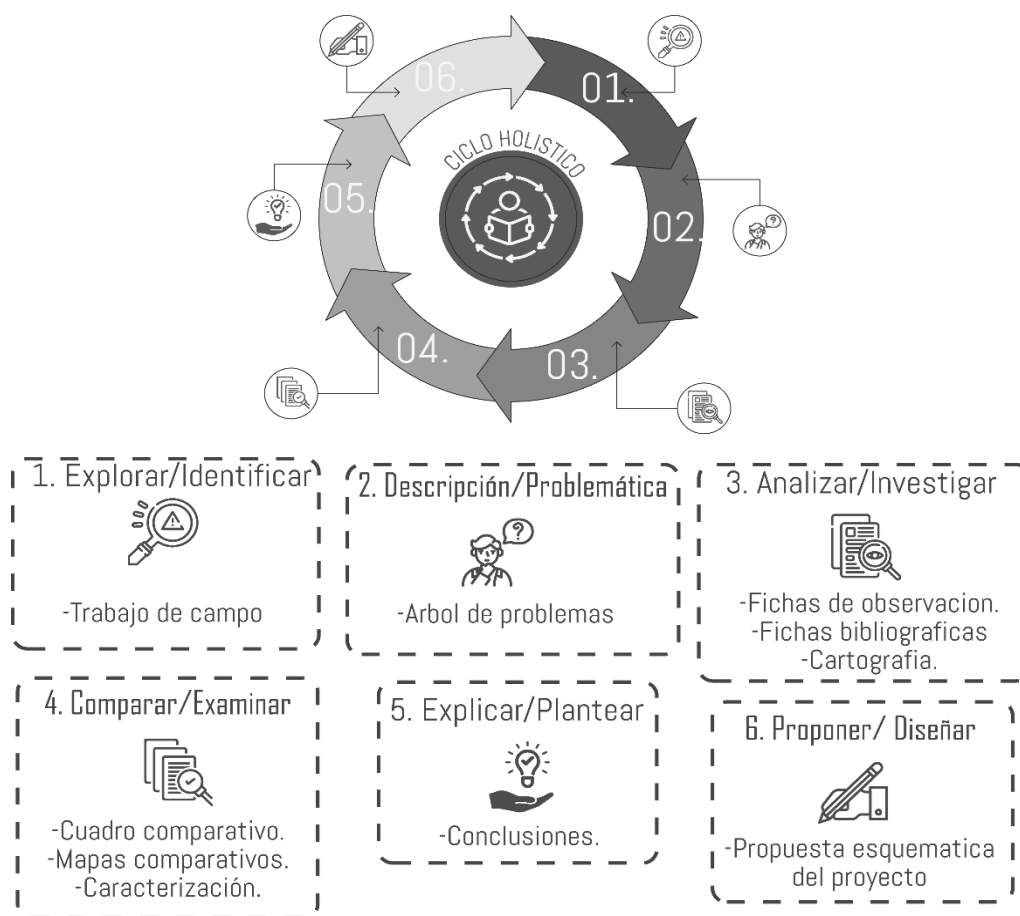 06.
01.
CICLO HOLISTICO
05.
02.
04.
03.
1. Explorar/Identificar
-Trabajo de campo
2. Descripción/Problemática
-Arbol de problemas
3. Analizar/Investigar
-Fichas de observacion.
-Fichas bibliograficas
-Cartografia.
4. Comparar/Examinar
-Cuadro comparativo.
-Mapas comparativos.
-Caracterización.
5. Explicar/Plantear
-Conclusiones.
6. Proponer/ Diseñar
-Propuesta esquematica
del proyecto